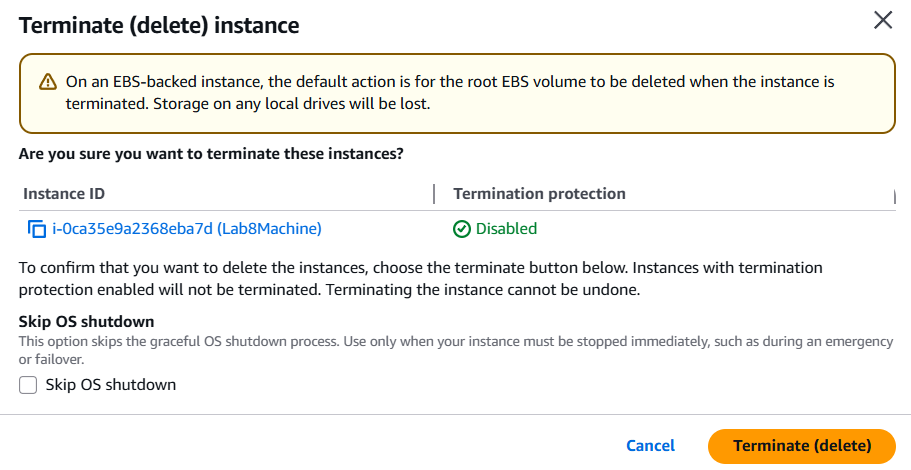 Terminate (delete) instance
On an EBS-backed instance, the default action is for the root EBS volume to be deleted when the instance is
terminated. Storage on any local drives will be lost.
Are you sure you want to terminate these instances?
Instance ID | Termination protection
i-0ca35e9a2368eba7d (Lab8Machine) Disabled
To confirm that you want to delete the instances, choose the terminate button below. Instances with termination
protection enabled will not be terminated. Terminating the instance cannot be undone.
Skip OS shutdown
This option skips the graceful OS shutdown process. Use only when your instance must be stopped immediately, such as during an emergency
or failover.
Skip OS shutdown
Cancel Terminate (delete)